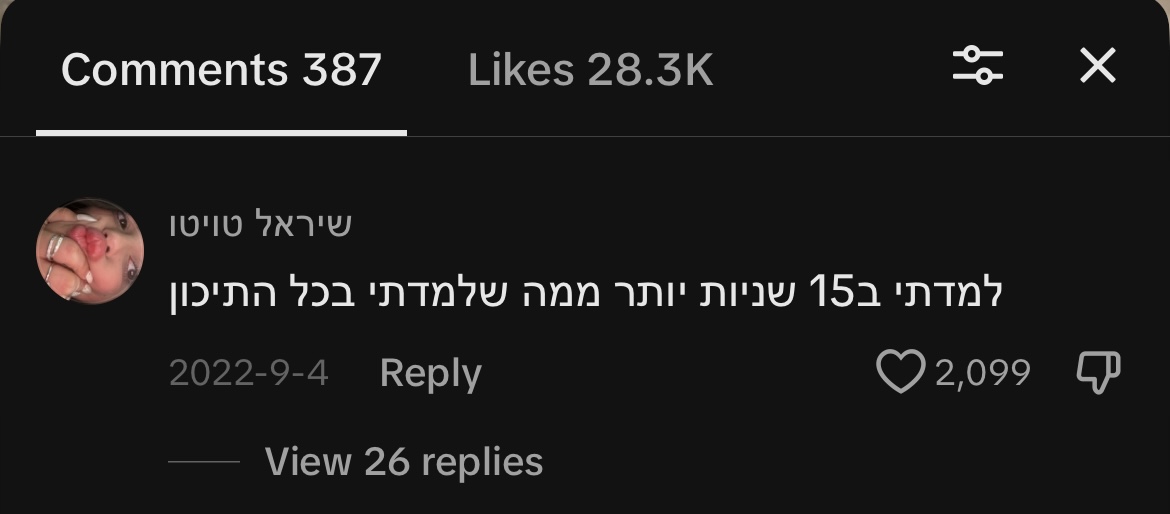 Comments 387
Likes 28.3K
שיראל טויטו
למדתי ב15 שניות יותר ממה שלמדתי בכל התיכון
2022-9-4 Reply 2,099
View 26 replies